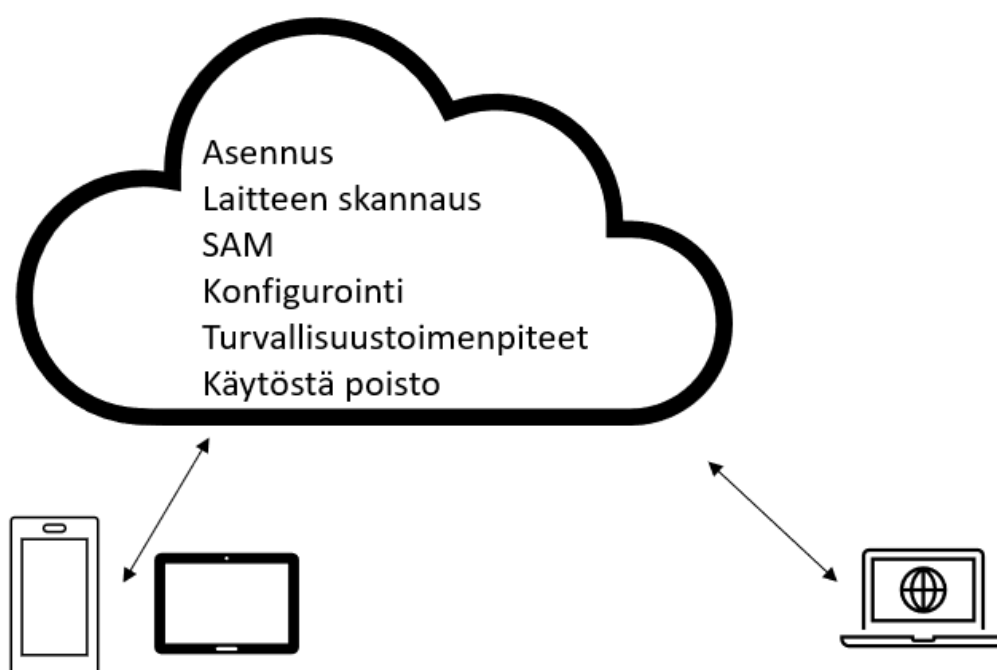 Asennus
Laitteen skannaus
SAM
Konfigurointi
Turvallisuustoimenpiteet
Käytöstä poisto